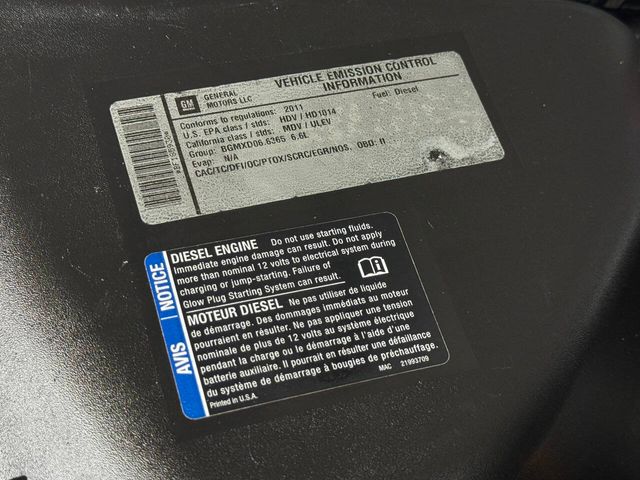 GM
GENERAL
MOTORS LLC
VEHICLE EMISSION CONTROL
INFORMATION
Conforms to regulations: 2011
Fuel: Diesel
U.S. EPA class / stds: HDV / HD1014
California class / stds: MDV / ULEV
Group: BGMXD06.6365 6.6L
Evap: N/A
CAC/TC/DFI/OC/PTOX/SCRC/EGR/NOS, OBD: II
NOTICE
DIESEL ENGINE Do not use starting fluids.
Immediate engine damage can result. Do not apply
more than nominal 12 volts to electrical system during
charging or jump-starting. Failure of
Glow Plug Starting System can result.
AVIS
MOTEUR DIESEL Ne pas utiliser de liquide
de démarrage. Des dommages immédiats au moteur
pourraient en résulter. Ne pas appliquer une tension
nominale de plus de 12 volts au système électrique
pendant la charge ou le démarrage à l'aide d'une
batterie auxiliaire. Il pourrait en résulter une défaillance
du système de démarrage à bougies de préchauffage.
Printed in U.S.A.
MAC 21993709